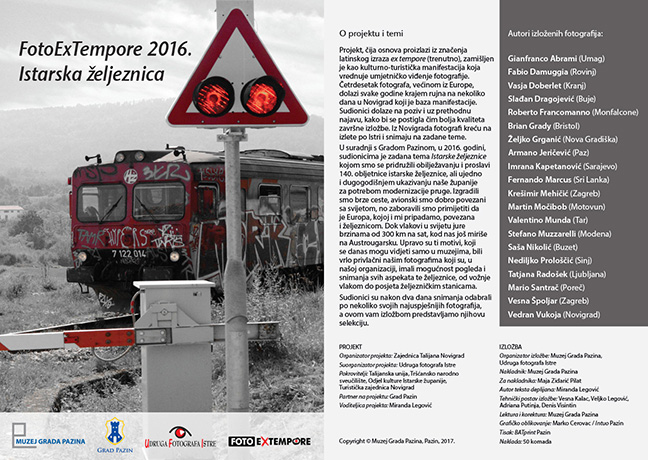 FotoExTempore 2016.
Istarska željeznica
7 122 014
MUZEJ GRADA PAZINA
GRAD PAZIN
UDRUGA FOTOGRAFA ISTRE
FOTO EXTEMPORE
O projektu i temi
Projekt, čija osnova proizlazi iz značenja
latinskog izraza ex tempore (trenutno), zamišljen
je kao kulturno-turistička manifestacija koja
vrednuje umjetničko viđenje fotografije.
Četrdesetak fotografa, većinom iz Europe,
dolazi svake godine krajem rujna na nekoliko
dana u Novigrad koji je baza manifestacije.
Sudionici dolaze na poziv i uz prethodnu
najavu, kako bi se postigla čim bolja kvaliteta
završne izložbe. Iz Novigrada fotografi kreću na
izlete po Istri i snimaju na zadane teme.
U suradnji s Gradom Pazinom, u 2016. godini,
sudionicima je zadana tema Istarske željeznice
kojom smo se pridružili obilježavanju i proslavi
140. obljetnice istarske željeznice, ali ujedno
i dugogodišnjem ukazivanju naše županije
za potrebom modernizacije pruge. Izgradili
smo brze ceste, avionski smo dobro povezani
sa svijetom, no zaboravili smo primijetiti da
je Europa, kojoj i mi pripadamo, povezana
i željeznicom. Dok vlakovi u svijetu jure
brzinama od 300 km na sat, kod nas još miriše
na Austrougarsku. Upravo su ti motivi, koji
se danas mogu vidjeti samo u muzejima, bili
vrlo privlačni našim fotografima koji su, u
našoj organizaciji, imali mogućnost pogleda i
snimanja svih aspekata te željeznice, od vožnje
vlakom do posjeta željezničkim stanicama.
Sudionici su nakon dva dana snimanja odabrali
po nekoliko svojih najuspješnijih fotografija,
a ovom vam izložbom predstavljamo njihovu
selekciju.
PROJEKT
Organizator projekta: Zajednica Talijana Novigrad
Suorganizator projekta: Udruga fotografa Istre
Pokrovitelji: Talijanska unija, Tršćansko narodno
sveučilište, Odjel kulture Istarske županije,
Turistička zajednica Novigrad
Partner na projektu: Grad Pazin
Voditeljica projekta: Miranda Legović
Copyright © Muzej Grada Pazina, Pazin, 2017.
Autori izloženih fotografija:
Gianfranco Abrami (Umag)
Fabio Damuggia (Rovinj)
Vasja Doberlet (Kranj)
Slađan Dragojević (Buje)
Roberto Francomanno (Monfalcone)
Brian Grady (Bristol)
Željko Grganić (Nova Gradiška)
Armano Jeričević (Paz)
Imrana Kapetanović (Sarajevo)
Fernando Marcus (Sri Lanka)
Krešimir Mehičić (Zagreb)
Martin Močibob (Motovun)
Valentino Munda (Tar)
Stefano Muzzarelli (Modena)
Saša Nikolić (Buzet)
Nediljko Prološčić (Sinj)
Tatjana Radošek (Ljubljana)
Mario Santrač (Poreč)
Vesna Špoljar (Zagreb)
Vedran Vukoja (Novigrad)
IZLOŽBA
Organizator izložbe: Muzej Grada Pazina,
Udruga fotografa Istre
Nakladnik: Muzej Grada Pazina
Za nakladnika: Maja Zidarić Pilat
Autor teksta deplijana: Miranda Legović
Tehnički postav izložbe: Vesna Kalac, Veljko Legović,
Adriana Putinja, Denis Visintin
Lektura i korektura: Muzej Grada Pazina
Grafičko oblikovanje: Marko Cerovac / Intuo Pazin
Tisak: BATprint Pazin
Naklada: 50 komada